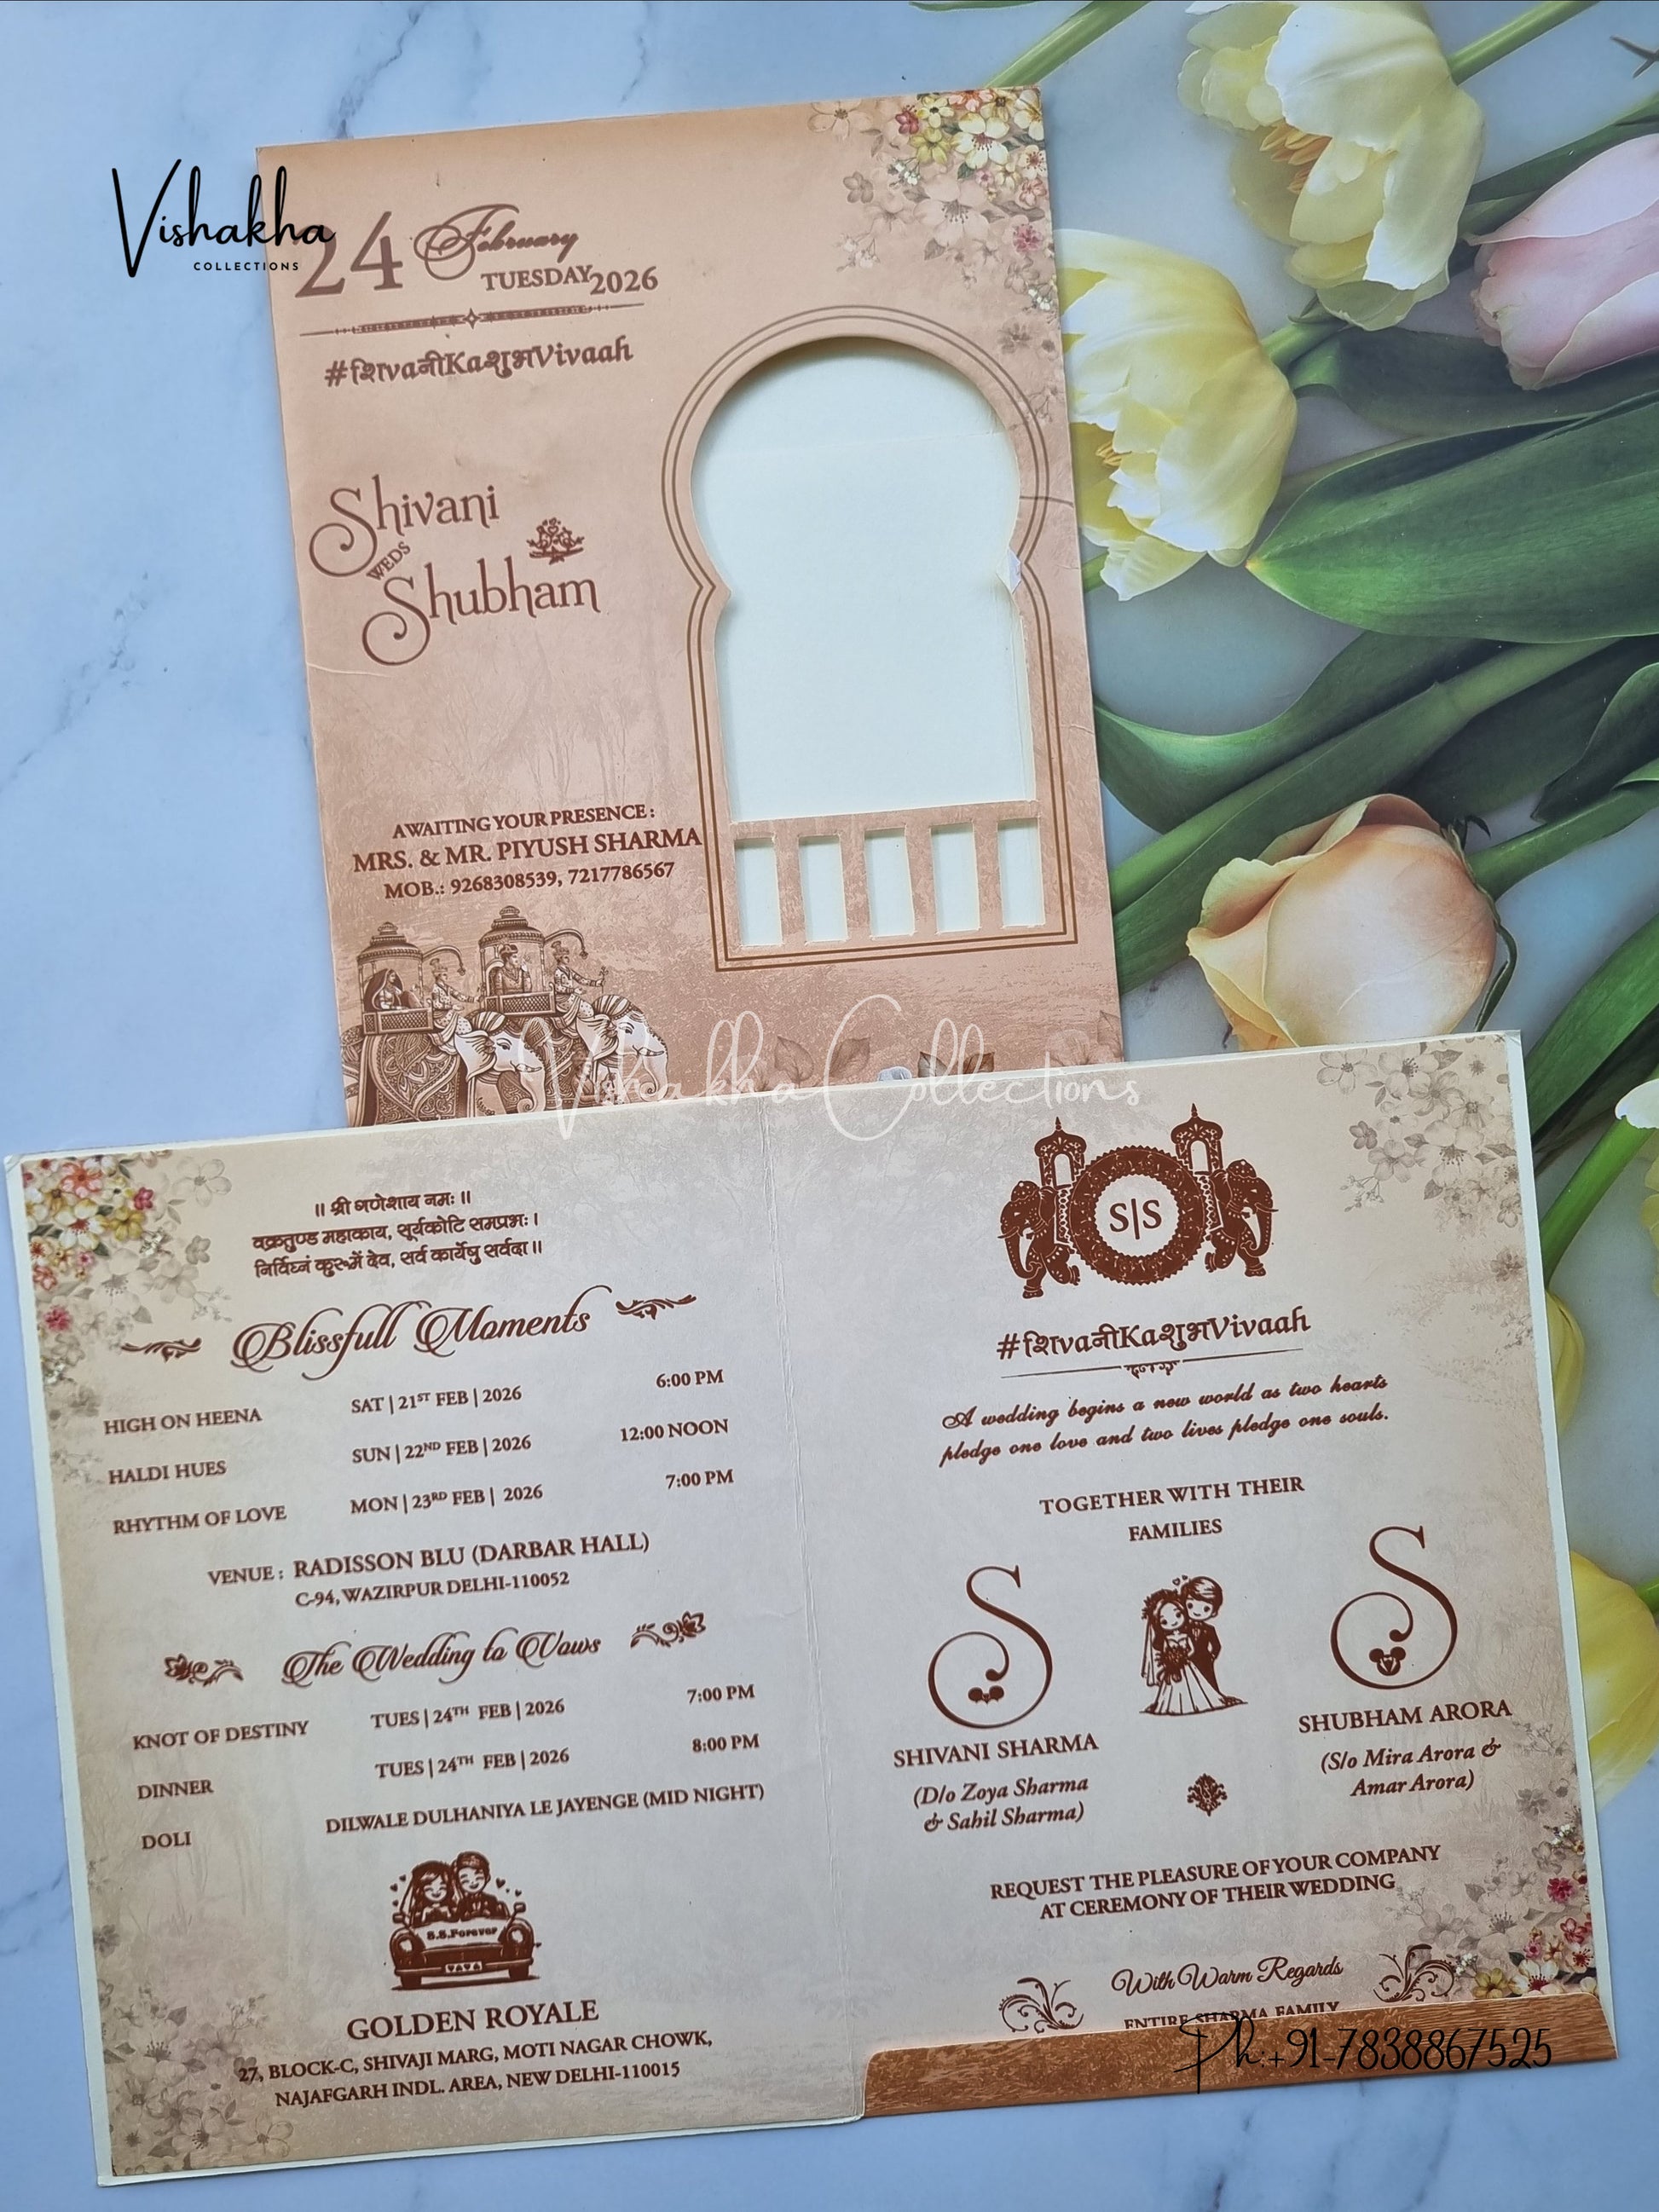 Vishakha
COLLECTIONS
24 February
TUESDAY 2026
#शिvaनीKaशुभVivaah
Shivani
WEDS
Shubham
AWAITING YOUR PRESENCE :
MRS. & MR. PIYUSH SHARMA
MOB.: 9268308539, 7217786567
Vishakha Collections
॥ श्री गणेशाय नमः ॥
वक्रतुण्ड महाकाय, सूर्यकोटि समप्रभः ।
निर्विघ्नं कुरूमें देव, सर्व कार्येषु सर्वदा ॥
Blissfull Moments
HIGH ON HEENA SAT | 21ST FEB | 2026 6:00 PM
HALDI HUES SUN | 22ND FEB | 2026 12:00 NOON
RHYTHM OF LOVE MON | 23RD FEB | 2026 7:00 PM
VENUE : RADISSON BLU (DARBAR HALL)
C-94, WAZIRPUR DELHI-110052
The Wedding to Vows
KNOT OF DESTINY TUES | 24TH FEB | 2026 7:00 PM
DINNER TUES | 24TH FEB | 2026 8:00 PM
DOLI DILWALE DULHANIYA LE JAYENGE (MID NIGHT)
S.S.Forever
GOLDEN ROYALE
27, BLOCK-C, SHIVAJI MARG, MOTI NAGAR CHOWK,
NAJAFGARH INDL. AREA, NEW DELHI-110015
S|S
#शिvaनीKaशुभVivaah
A wedding begins a new world as two hearts
pledge one love and two lives pledge one souls.
TOGETHER WITH THEIR
FAMILIES
S S
SHIVANI SHARMA
(D/o Zoya Sharma
& Sahil Sharma)
SHUBHAM ARORA
(S/o Mira Arora &
Amar Arora)
REQUEST THE PLEASURE OF YOUR COMPANY
AT CEREMONY OF THEIR WEDDING
With Warm Regards
ENTIRE SHARMA FAMILY
Ph:+91-7838867525